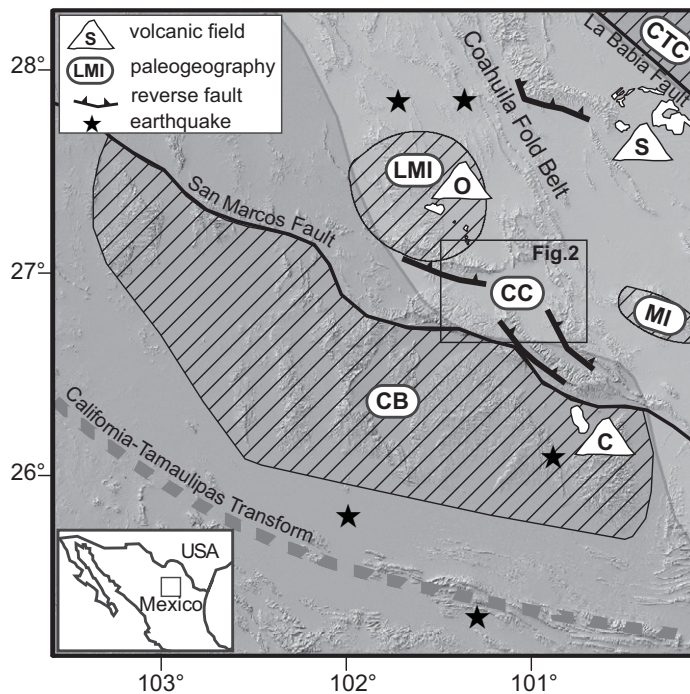 S volcanic field
LMI paleogeography
reverse fault
earthquake
28°
27°
26°
103°
102°
101°
CTC
La Babia Fault
Coahuila Fold Belt
S
LMI
O
San Marcos Fault
Fig.2
CC
MI
CB
C
California-Tamaulipas Transform
USA
Mexico